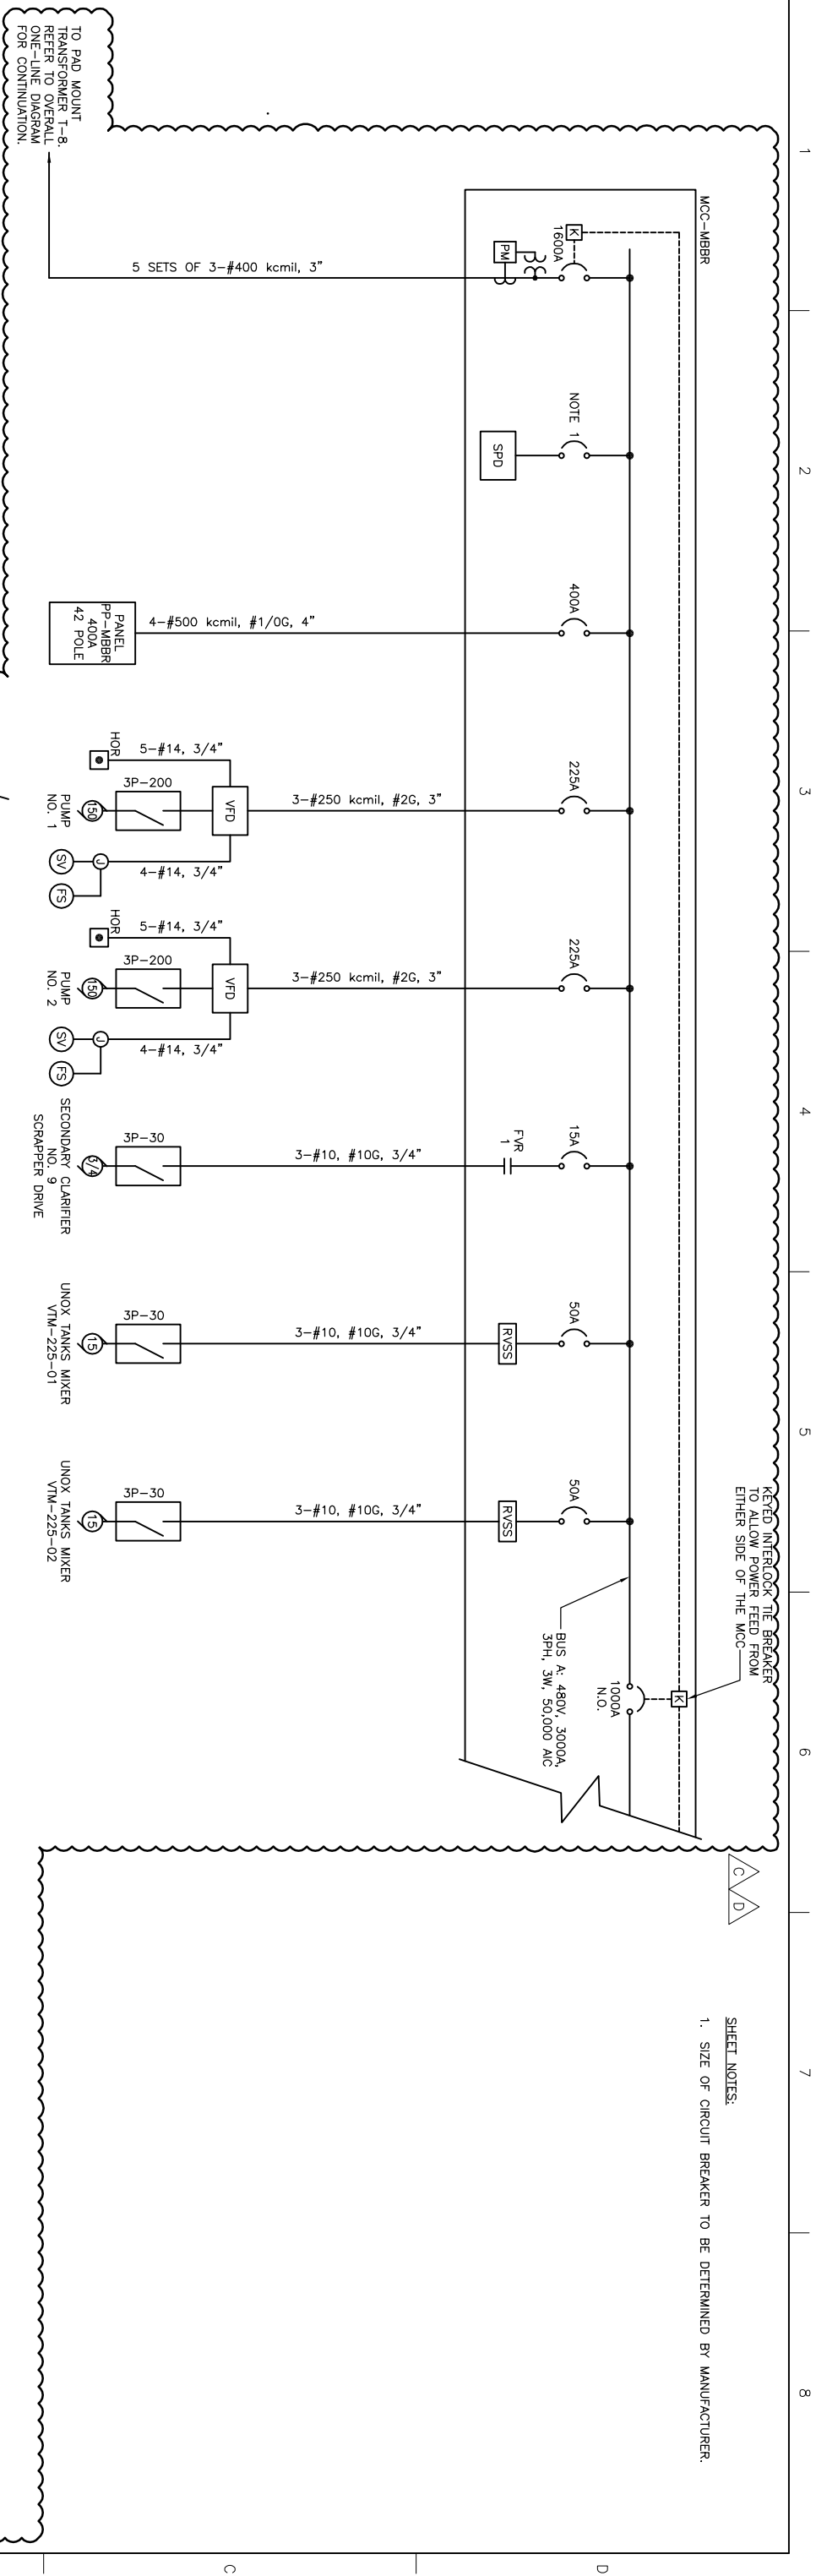 1
2
3
4
5
6
7
8
D
C
MCC-MBBR
KEYED INTERLOCK TIE BREAKER
TO ALLOW POWER FEED FROM
EITHER SIDE OF THE MCC
K
K
1600A
PM
NOTE 1
SPD
400A
225A
225A
15A
FVR
1
50A
RVSS
50A
RVSS
1000A
N.O.
BUS A: 480V, 3000A,
3PH, 3W, 50,000 AIC
C
D
SHEET NOTES:
1. SIZE OF CIRCUIT BREAKER TO BE DETERMINED BY MANUFACTURER.
5 SETS OF 3-#400 kcmil, 3"
TO PAD MOUNT
TRANSFORMER T-8.
REFER TO OVERALL
ONE-LINE DIAGRAM
FOR CONTINUATION.
4-#500 kcmil, #1/0G, 4"
PANEL
PP-MBBR
400A
42 POLE
3-#250 kcmil, #2G, 3"
VFD
5-#14, 3/4"
HOR
3P-200
150
4-#14, 3/4"
J
SV
FS
PUMP
NO. 1
3-#250 kcmil, #2G, 3"
VFD
5-#14, 3/4"
HOR
3P-200
150
4-#14, 3/4"
J
SV
FS
PUMP
NO. 2
3-#10, #10G, 3/4"
3P-30
3/4
SECONDARY CLARIFIER
NO. 9
SCRAPPER DRIVE
3-#10, #10G, 3/4"
3P-30
15
UNOX TANKS MIXER
VTM-225-01
3-#10, #10G, 3/4"
3P-30
15
UNOX TANKS MIXER
VTM-225-02